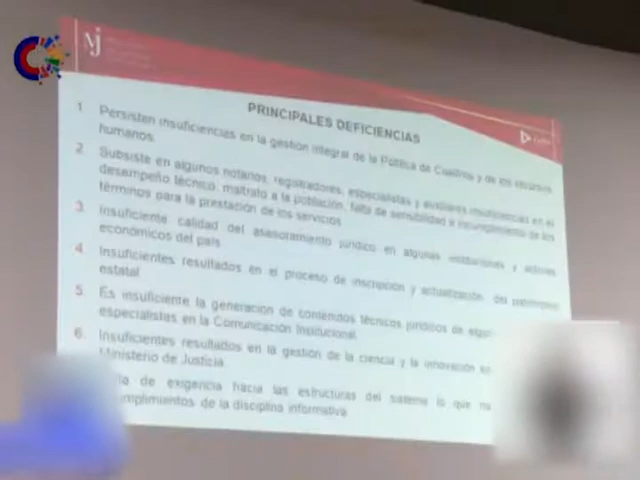 MJ
PRINCIPALES DEFICIENCIAS
1. Persisten insuficiencias en la gestión integral de la Política de Cuadros y de los recursos
humanos.
2. Subsiste en algunos notarios, registradores, especialistas y auxiliares insuficiencias en el
desempeño técnico, maltrato a la población, falta de sensibilidad e incumplimiento de los
términos para la prestación de los servicios.
3. Insuficiente calidad del asesoramiento jurídico en algunas instituciones y actores
económicos del país.
4. Insuficientes resultados en el proceso de inscripción y actualización del patrimonio
estatal.
5. Es insuficiente la generación de contenidos técnicos jurídicos de
especialistas en la Comunicación Institucional.
6. Insuficientes resultados en la gestión de la ciencia y la innovación en
Ministerio de Justicia.
de exigencia hacia las estructuras del sistema lo que
de la disciplina informativa